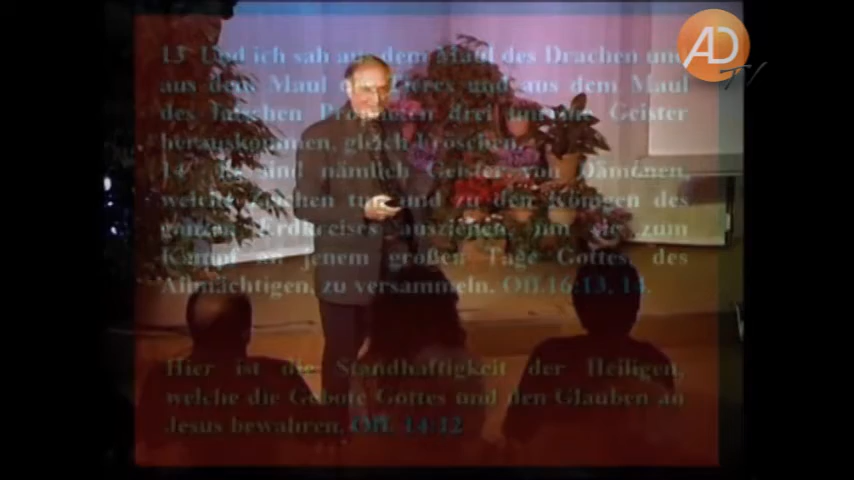 AD
TV
13 Und ich sah aus dem Maul des Drachen und
aus dem Maul des Tieres und aus dem Maul
des falschen Propheten drei unreine Geister
herauskommen, gleich Fröschen.
14 Es sind nämlich Geister von Dämonen,
welche Zeichen tun und zu den Königen des
ganzen Erdkreises ausziehen, um sie zum
Kampf an jenem großen Tage Gottes, des
Allmächtigen, zu versammeln. Off.16:13, 14.
Hier ist die Standhaftigkeit der Heiligen,
welche die Gebote Gottes und den Glauben an
Jesus bewahren. Off. 14:12